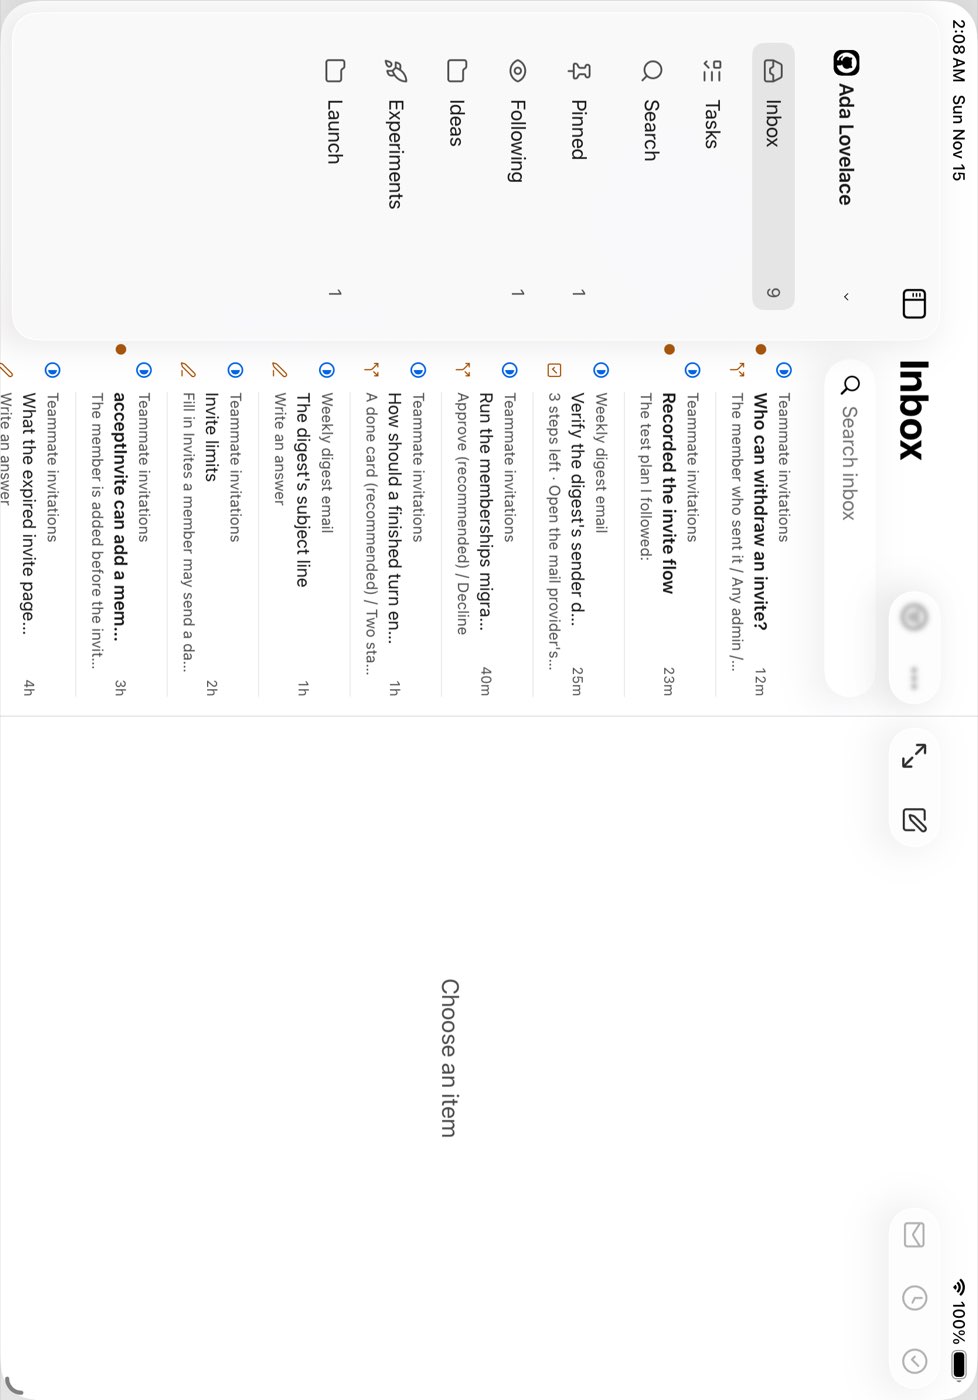 2:08 AM Sun Nov 15
100%
Ada Lovelace
Inbox 9
Tasks
Search
Pinned 1
Following 1
Ideas
Experiments
Launch 1
Inbox
Search inbox
Teammate invitations
Who can withdraw an invite? 12m
The member who sent it / Any admin /...
Teammate invitations
Recorded the invite flow 23m
The test plan I followed:
Weekly digest email
Verify the digest's sender d... 25m
3 steps left · Open the mail provider's...
Teammate invitations
Run the memberships migra... 40m
Approve (recommended) / Decline
Teammate invitations
How should a finished turn en... 1h
A done card (recommended) / Two sta...
Weekly digest email
The digest's subject line 1h
Write an answer
Teammate invitations
Invite limits 2h
Fill in Invites a member may send a da...
Teammate invitations
acceptInvite can add a mem... 3h
The member is added before the invit...
Teammate invitations
What the expired invite page... 4h
Write an answer
Choose an item